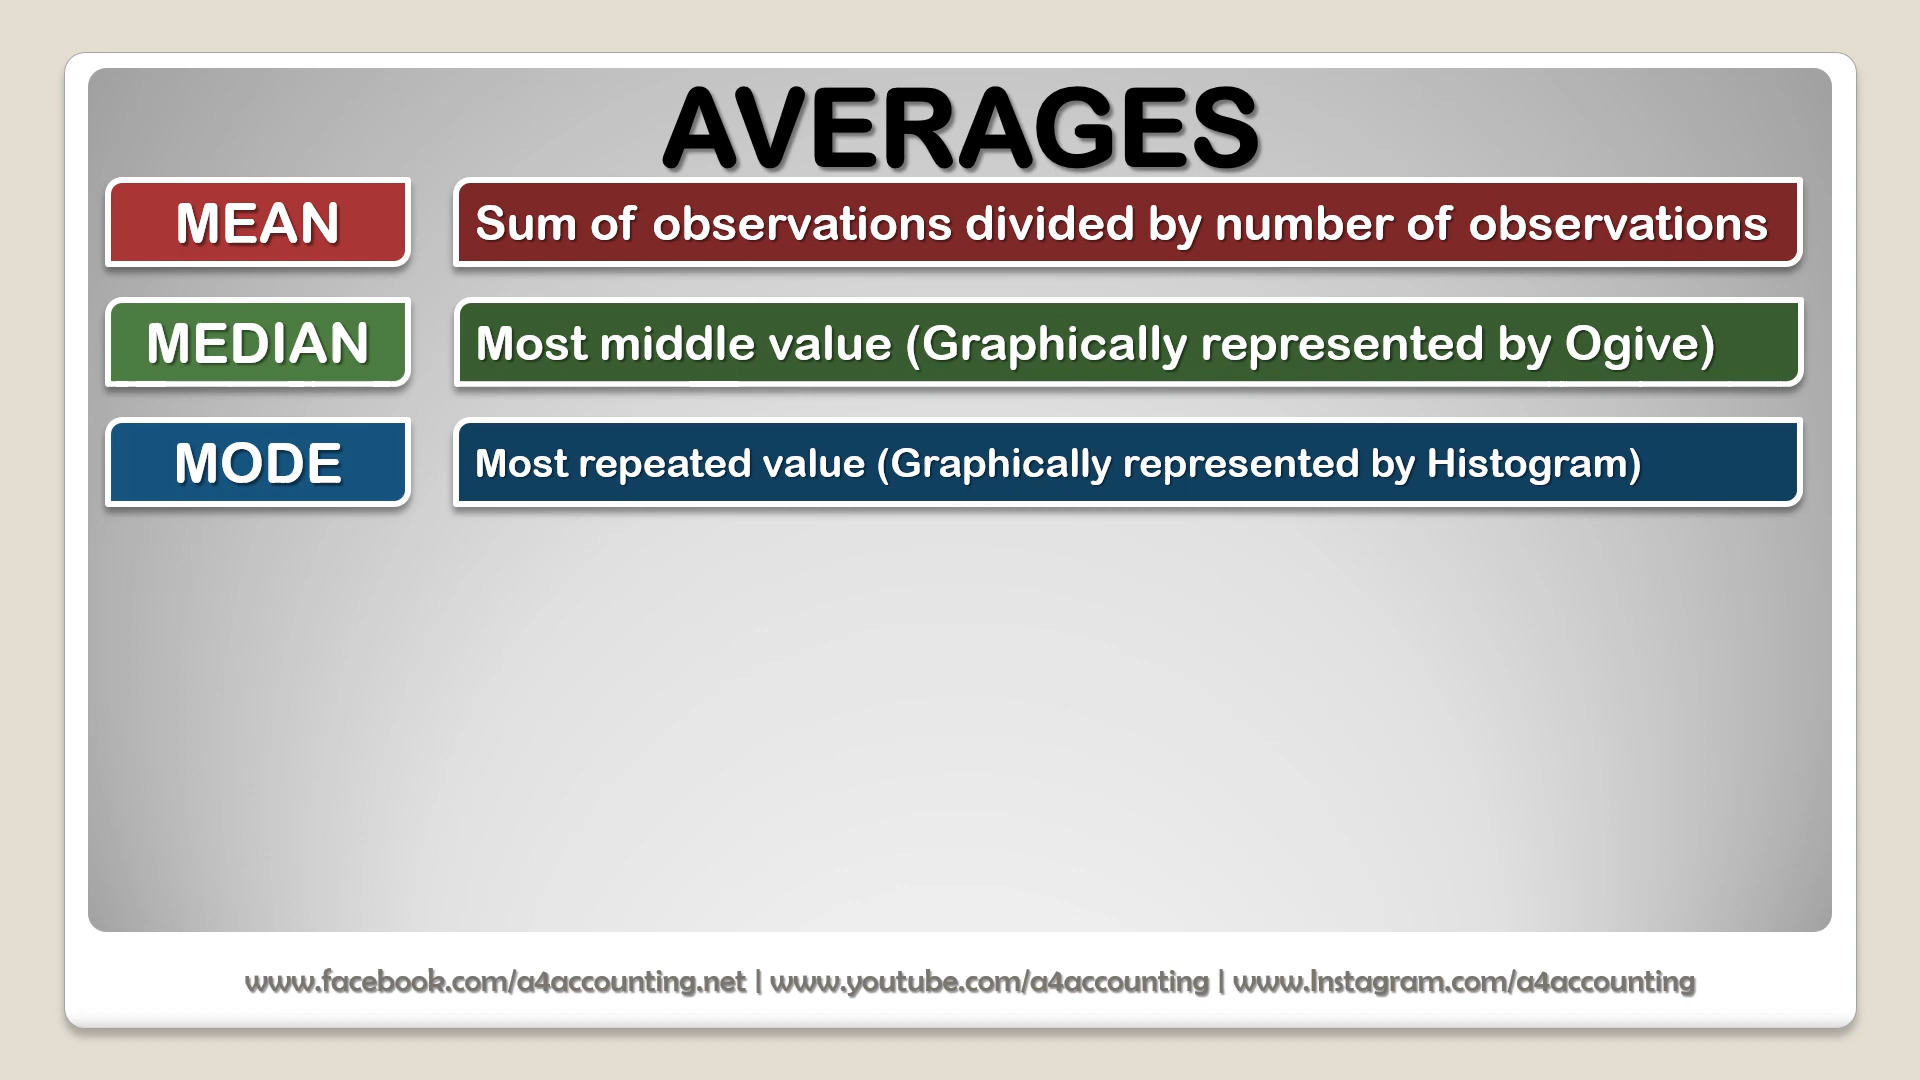 AVERAGES
MEAN
Sum of observations divided by number of observations
MEDIAN
Most middle value (Graphically represented by Ogive)
MODE
Most repeated value (Graphically represented by Histogram)
www.facebook.com/a4accounting.net | www.youtube.com/a4accounting | www.Instagram.com/a4accounting